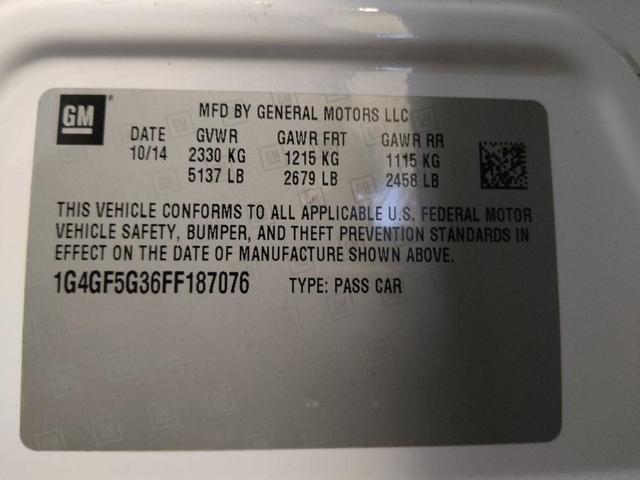 GM
MFD BY GENERAL MOTORS LLC
DATE GVWR GAWR FRT GAWR RR
10/14 2330 KG 1215 KG 1115 KG
5137 LB 2679 LB 2458 LB
THIS VEHICLE CONFORMS TO ALL APPLICABLE U.S. FEDERAL MOTOR
VEHICLE SAFETY, BUMPER, AND THEFT PREVENTION STANDARDS IN
EFFECT ON THE DATE OF MANUFACTURE SHOWN ABOVE.
1G4GF5G36FF187076 TYPE: PASS CAR